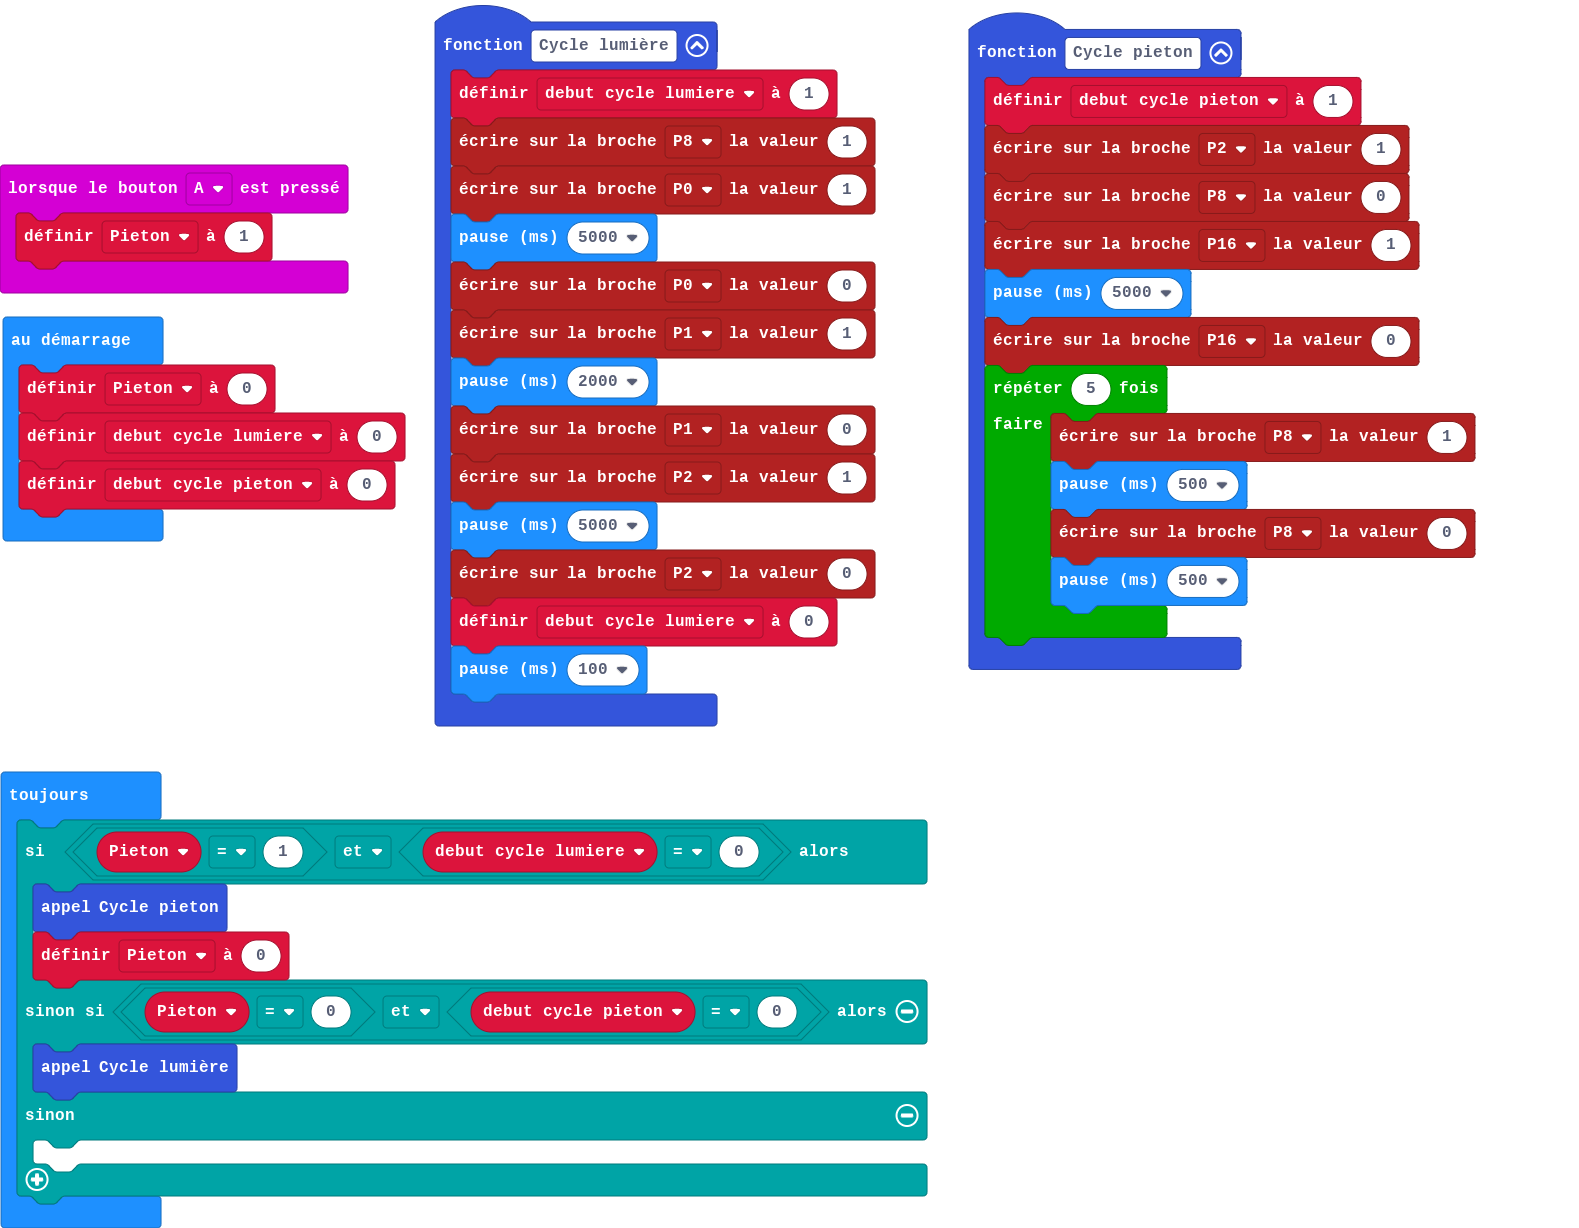 lorsque le bouton A est pressé
définir Pieton à 1
au démarrage
définir Pieton à 0
définir debut cycle lumiere à 0
définir debut cycle pieton à 0
fonction Cycle lumière
définir debut cycle lumiere à 1
écrire sur la broche P8 la valeur 1
écrire sur la broche P0 la valeur 1
pause (ms) 5000
écrire sur la broche P0 la valeur 0
écrire sur la broche P1 la valeur 1
pause (ms) 2000
écrire sur la broche P1 la valeur 0
écrire sur la broche P2 la valeur 1
pause (ms) 5000
écrire sur la broche P2 la valeur 0
définir debut cycle lumiere à 0
pause (ms) 100
fonction Cycle pieton
définir debut cycle pieton à 1
écrire sur la broche P2 la valeur 1
écrire sur la broche P8 la valeur 0
écrire sur la broche P16 la valeur 1
pause (ms) 5000
écrire sur la broche P16 la valeur 0
répéter 5 fois
faire
écrire sur la broche P8 la valeur 1
pause (ms) 500
écrire sur la broche P8 la valeur 0
pause (ms) 500
toujours
si Pieton = 1 et debut cycle lumiere = 0 alors
appel Cycle pieton
définir Pieton à 0
sinon si Pieton = 0 et debut cycle pieton = 0 alors
appel Cycle lumière
sinon